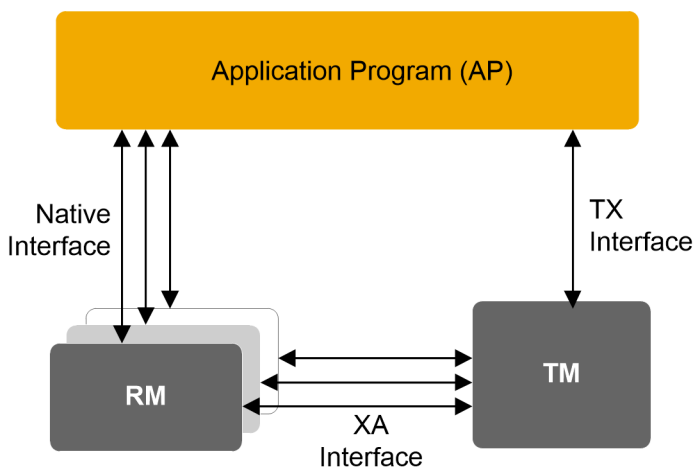 Application Program (AP)
Native
Interface
TX
Interface
RM
TM
XA
Interface